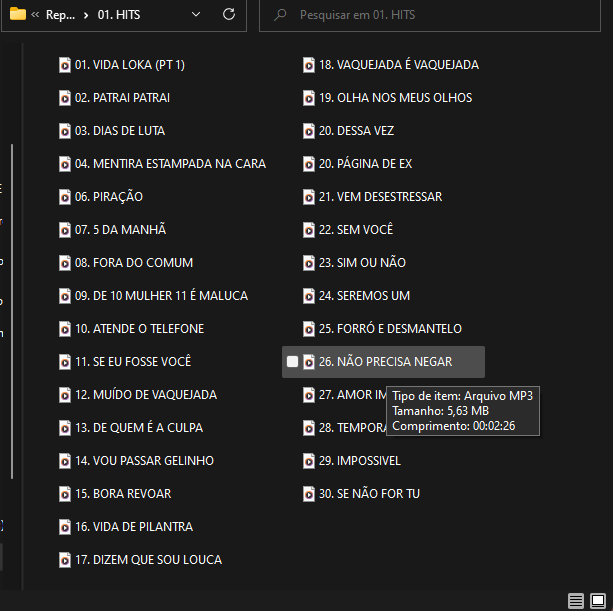 Rep...
01. HITS
Pesquisar em 01. HITS
01. VIDA LOKA (PT 1)
02. PATRAI PATRAI
03. DIAS DE LUTA
04. MENTIRA ESTAMPADA NA CARA
06. PIRAÇÃO
07. 5 DA MANHÃ
08. FORA DO COMUM
09. DE 10 MULHER 11 É MALUCA
10. ATENDE O TELEFONE
11. SE EU FOSSE VOCÊ
12. MUÍDO DE VAQUEJADA
13. DE QUEM É A CULPA
14. VOU PASSAR GELINHO
15. BORA REVOAR
16. VIDA DE PILANTRA
17. DIZEM QUE SOU LOUCA
18. VAQUEJADA É VAQUEJADA
19. OLHA NOS MEUS OLHOS
20. DESSA VEZ
20. PÁGINA DE EX
21. VEM DESESTRESSAR
22. SEM VOCÊ
23. SIM OU NÃO
24. SEREMOS UM
25. FORRÓ E DESMANTELO
26. NÃO PRECISA NEGAR
27. AMOR
28.
29. IMPOSSIVEL
30. SE NÃO FOR TU
Tipo de item: Arquivo MP3
Tamanho: 5,63 MB
Comprimento: 00:02:26